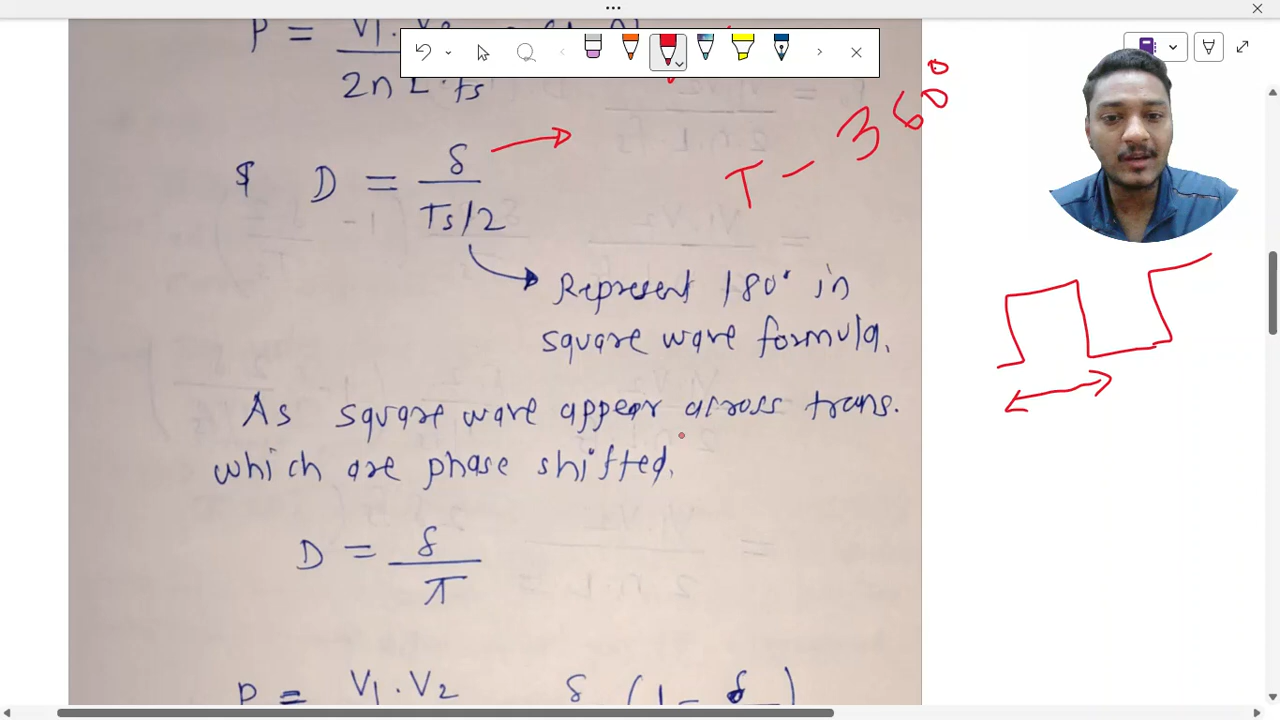 P = V1 . V2
2n L . fs
T - 360°
$ D = δ
Ts/2
Represent 180° in
square wave formula.
As square wave appear across trans.
which are phase shifted.
D = δ
π
P = V1 . V2 δ (1 - δ)